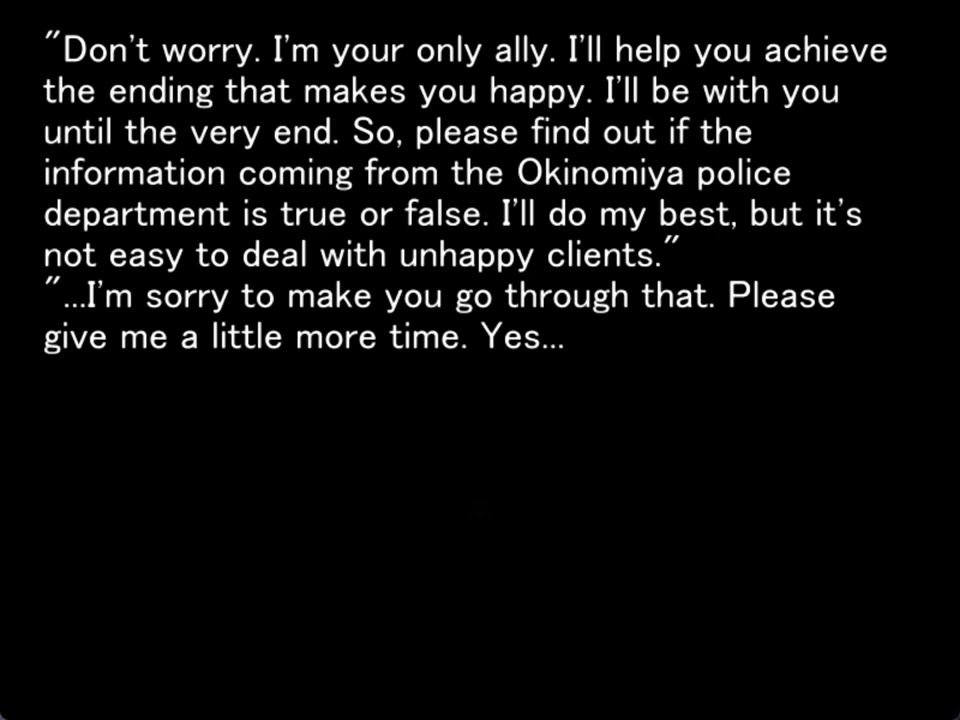 "Don't worry. I'm your only ally. I'll help you achieve
the ending that makes you happy. I'll be with you
until the very end. So, please find out if the
information coming from the Okinomiya police
department is true or false. I'll do my best, but it's
not easy to deal with unhappy clients."
"...I'm sorry to make you go through that. Please
give me a little more time. Yes...